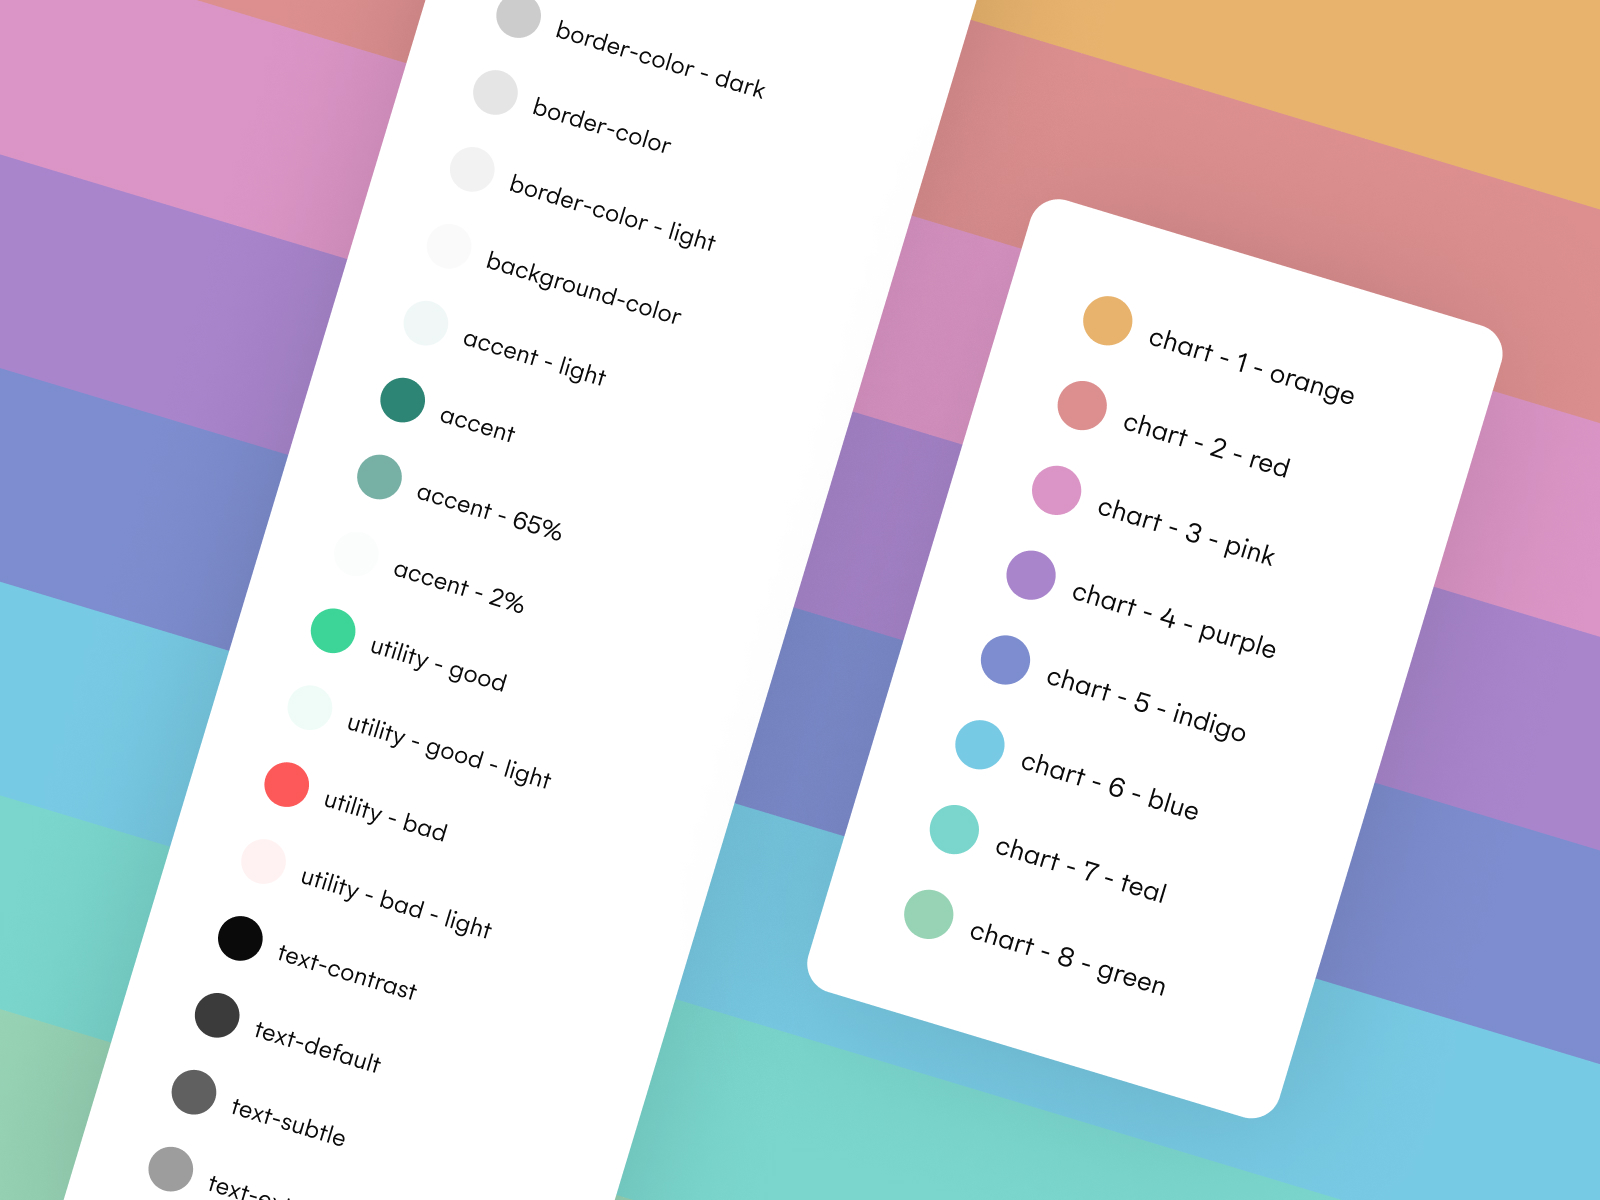 border-color - dark
border-color
border-color - light
background-color
accent - light
accent
accent - 65%
accent - 2%
utility - good
utility - good - light
utility - bad
utility - bad - light
text-contrast
text-default
text-subtle
chart - 1 - orange
chart - 2 - red
chart - 3 - pink
chart - 4 - purple
chart - 5 - indigo
chart - 6 - blue
chart - 7 - teal
chart - 8 - green